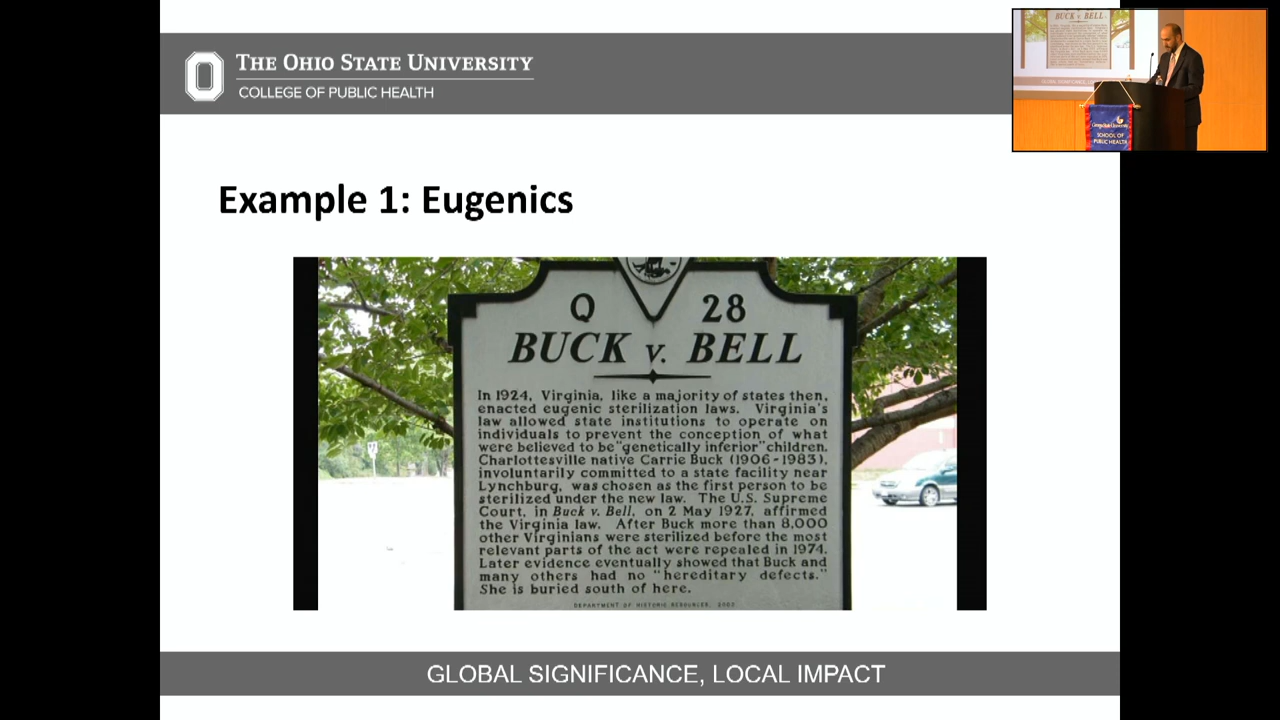 THE OHIO STATE UNIVERSITY
COLLEGE OF PUBLIC HEALTH
Example 1: Eugenics
Q 28
BUCK v. BELL
In 1924, Virginia, like a majority of states then,
enacted eugenic sterilization laws. Virginia's
law allowed state institutions to operate on
individuals to prevent the conception of what
were believed to be "genetically inferior" children.
Charlottesville native Carrie Buck (1906-1983),
involuntarily committed to a state facility near
Lynchburg, was chosen as the first person to be
sterilized under the new law. The U.S. Supreme
Court, in Buck v. Bell, on 2 May 1927, affirmed
the Virginia law. After Buck more than 8,000
other Virginians were sterilized before the most
relevant parts of the act were repealed in 1974.
Later evidence eventually showed that Buck and
many others had no "hereditary defects."
She is buried south of here.
DEPARTMENT OF HISTORIC RESOURCES, 2002
GLOBAL SIGNIFICANCE, LOCAL IMPACT
BUCK v. BELL
GeorgiaStateUniversity
SCHOOL OF
PUBLIC HEALTH